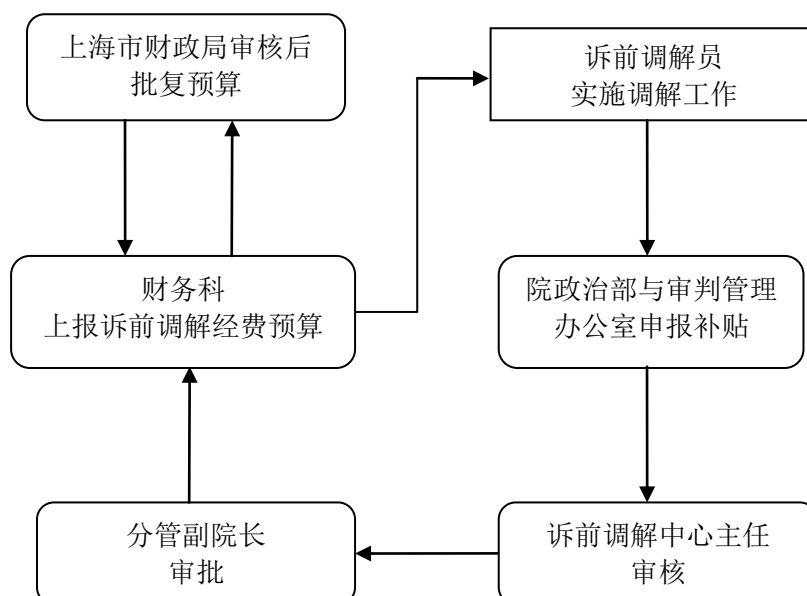 上海市财政局审核后
批复预算
诉前调解员
实施调解工作
财务科
上报诉前调解经费预算
院政治部与审判管理
办公室申报补贴
分管副院长
审批
诉前调解中心主任
审核